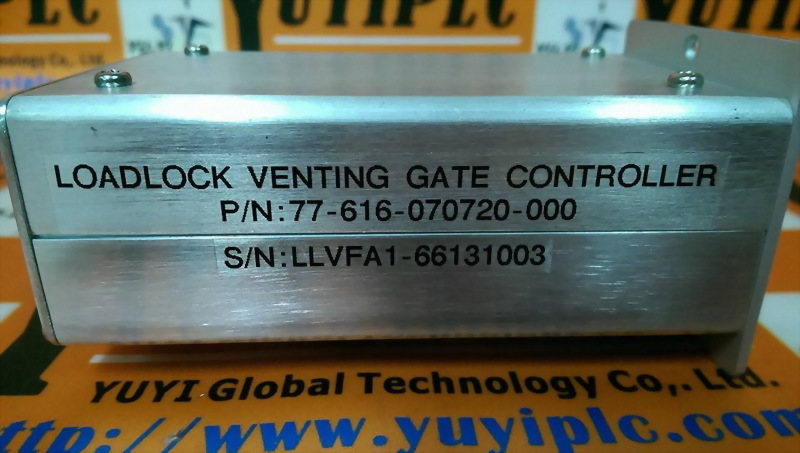 YUYIPLC
LOADLOCK VENTING GATE CONTROLLER
P/N:77-616-070720-000
S/N:LLVFA1-66131003
YUYI Global Technology Co,. Ltd.
http://www.yuyiplc.com